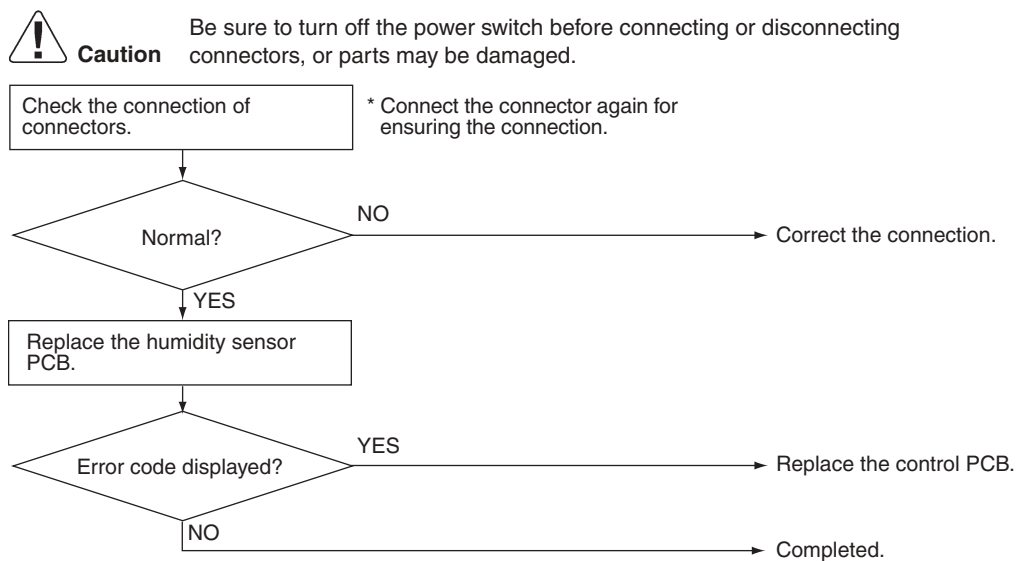 Be sure to turn off the power switch before connecting or disconnecting
Caution connectors, or parts may be damaged.
Check the connection of
connectors.
* Connect the connector again for
ensuring the connection.
Normal?
NO
Correct the connection.
YES
Replace the humidity sensor
PCB.
Error code displayed?
YES
Replace the control PCB.
NO
Completed.